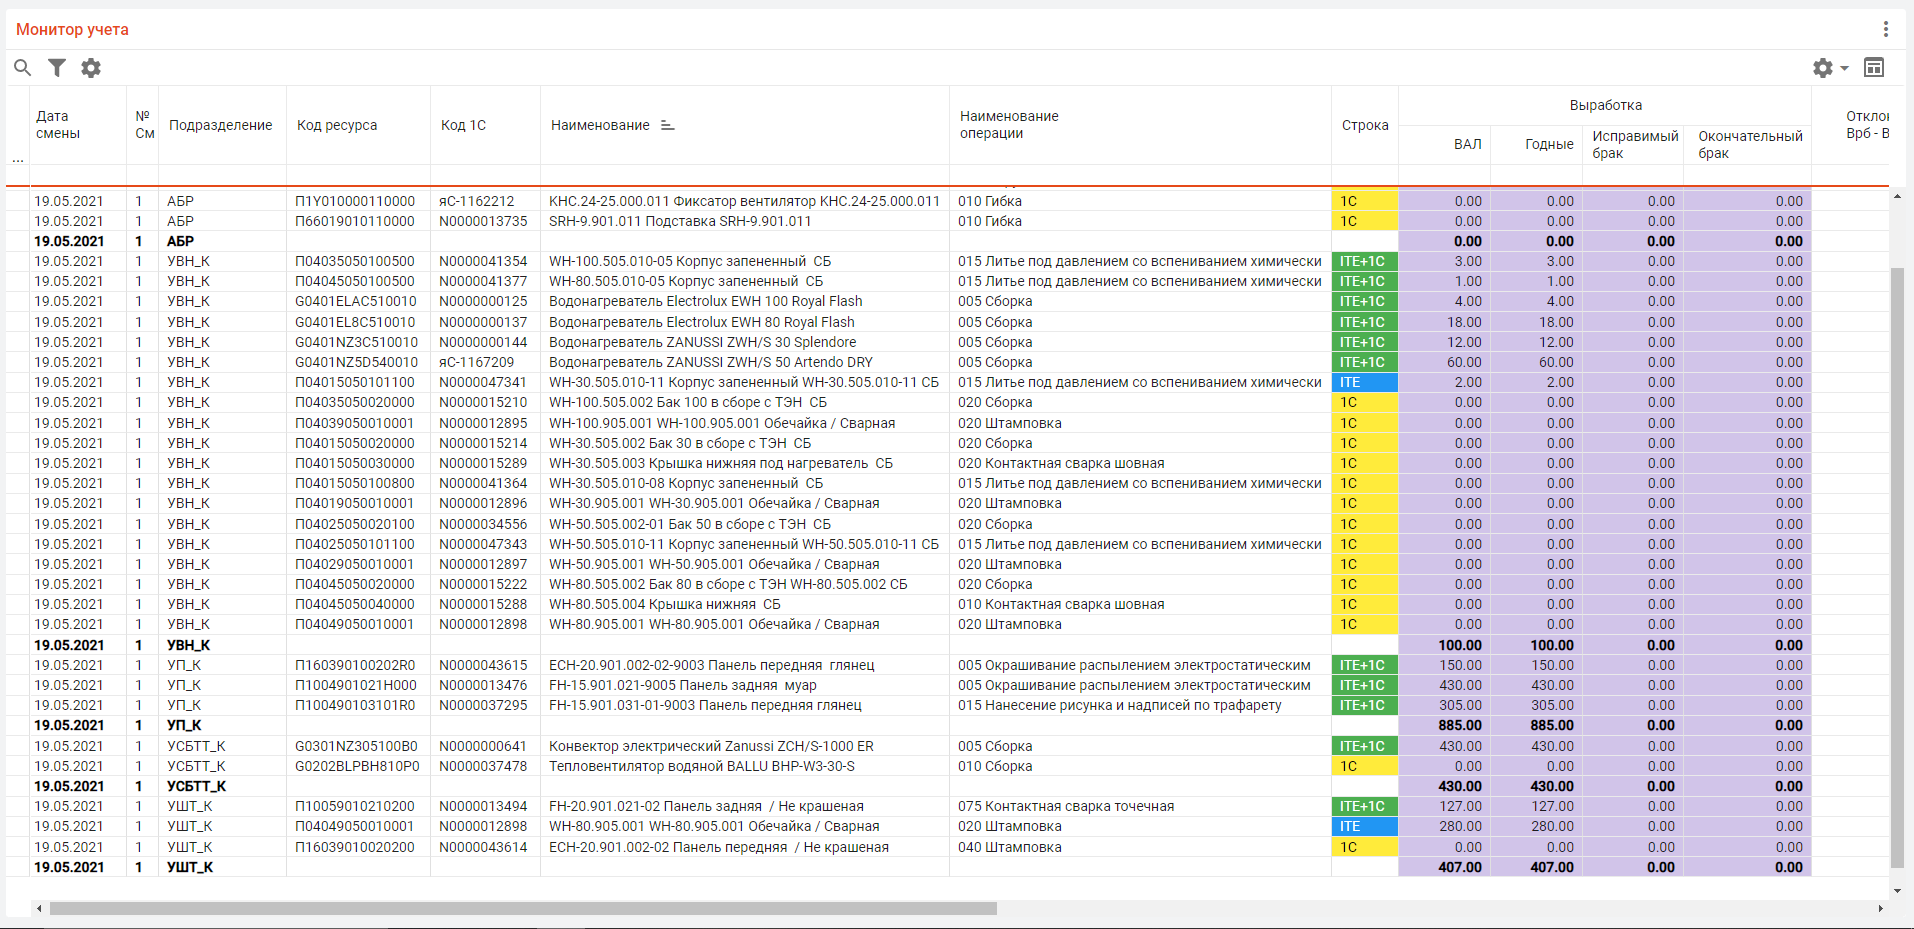 Монитор учета
Дата смены № См Подразделение Код ресурса Код 1С Наименование Наименование операции Строка Выработка
ВАЛ Годные Исправимый брак Окончательный брак
...
19.05.2021 1 АБР П1Y010000110000 яС-1162212 КНС.24-25.000.011 Фиксатор вентилятор КНС.24-25.000.011 010 Гибка 1С 0.00 0.00 0.00 0.00
19.05.2021 1 АБР П66019010110000 N0000013735 SRH-9.901.011 Подставка SRH-9.901.011 010 Гибка 1С 0.00 0.00 0.00 0.00
19.05.2021 1 АБР 0.00 0.00 0.00 0.00
19.05.2021 1 УВН_К П04035050100500 N0000041354 WH-100.505.010-05 Корпус запененный СБ 015 Литье под давлением со вспениванием химически ITE+1C 3.00 3.00 0.00 0.00
19.05.2021 1 УВН_К П04045050100500 N0000041377 WH-80.505.010-05 Корпус запененный СБ 015 Литье под давлением со вспениванием химически ITE+1C 1.00 1.00 0.00 0.00
19.05.2021 1 УВН_К G0401ELAC510010 N0000000125 Водонагреватель Electrolux EWH 100 Royal Flash 005 Сборка ITE+1C 4.00 4.00 0.00 0.00
19.05.2021 1 УВН_К G0401EL8C510010 N0000000137 Водонагреватель Electrolux EWH 80 Royal Flash 005 Сборка ITE+1C 18.00 18.00 0.00 0.00
19.05.2021 1 УВН_К G0401NZ3C510010 N0000000144 Водонагреватель ZANUSSI ZWH/S 30 Splendore 005 Сборка ITE+1C 12.00 12.00 0.00 0.00
19.05.2021 1 УВН_К G0401NZ5D540010 яС-1167209 Водонагреватель ZANUSSI ZWH/S 50 Artendo DRY 005 Сборка ITE+1C 60.00 60.00 0.00 0.00
19.05.2021 1 УВН_К П04015050101100 N0000047341 WH-30.505.010-11 Корпус запененный WH-30.505.010-11 СБ 015 Литье под давлением со вспениванием химически ITE 2.00 2.00 0.00 0.00
19.05.2021 1 УВН_К П04035050020000 N0000015210 WH-100.505.002 Бак 100 в сборе с ТЭН СБ 020 Сборка 1С 0.00 0.00 0.00 0.00
19.05.2021 1 УВН_К П04039050010001 N0000012895 WH-100.905.001 WH-100.905.001 Обечайка / Сварная 020 Штамповка 1С 0.00 0.00 0.00 0.00
19.05.2021 1 УВН_К П04015050020000 N0000015214 WH-30.505.002 Бак 30 в сборе с ТЭН СБ 020 Сборка 1С 0.00 0.00 0.00 0.00
19.05.2021 1 УВН_К П04015050030000 N0000015289 WH-30.505.003 Крышка нижняя под нагреватель СБ 020 Контактная сварка шовная 1С 0.00 0.00 0.00 0.00
19.05.2021 1 УВН_К П04015050100800 N0000041364 WH-30.505.010-08 Корпус запененный СБ 015 Литье под давлением со вспениванием химически 1С 0.00 0.00 0.00 0.00
19.05.2021 1 УВН_К П04019050010001 N0000012896 WH-30.905.001 WH-30.905.001 Обечайка / Сварная 020 Штамповка 1С 0.00 0.00 0.00 0.00
19.05.2021 1 УВН_К П04025050020100 N0000034556 WH-50.505.002-01 Бак 50 в сборе с ТЭН СБ 020 Сборка 1С 0.00 0.00 0.00 0.00
19.05.2021 1 УВН_К П04025050101100 N0000047343 WH-50.505.010-11 Корпус запененный WH-50.505.010-11 СБ 015 Литье под давлением со вспениванием химически 1С 0.00 0.00 0.00 0.00
19.05.2021 1 УВН_К П04029050010001 N0000012897 WH-50.905.001 WH-50.905.001 Обечайка / Сварная 020 Штамповка 1С 0.00 0.00 0.00 0.00
19.05.2021 1 УВН_К П04045050020000 N0000015222 WH-80.505.002 Бак 80 в сборе с ТЭН WH-80.505.002 СБ 020 Сборка 1С 0.00 0.00 0.00 0.00
19.05.2021 1 УВН_К П04045050040000 N0000015288 WH-80.505.004 Крышка нижняя СБ 010 Контактная сварка шовная 1С 0.00 0.00 0.00 0.00
19.05.2021 1 УВН_К П04049050010001 N0000012898 WH-80.905.001 WH-80.905.001 Обечайка / Сварная 020 Штамповка 1С 0.00 0.00 0.00 0.00
19.05.2021 1 УВН_К 100.00 100.00 0.00 0.00
19.05.2021 1 УП_К П160390100202R0 N0000043615 ECH-20.901.002-02-9003 Панель передняя глянец 005 Окрашивание распылением электростатическим ITE+1C 150.00 150.00 0.00 0.00
19.05.2021 1 УП_К П1004901021H000 N0000013476 FH-15.901.021-9005 Панель задняя муар 005 Окрашивание распылением электростатическим ITE+1C 430.00 430.00 0.00 0.00
19.05.2021 1 УП_К П100490103101R0 N0000037295 FH-15.901.031-01-9003 Панель передняя глянец 015 Нанесение рисунка и надписей по трафарету ITE+1C 305.00 305.00 0.00 0.00
19.05.2021 1 УП_К 885.00 885.00 0.00 0.00
19.05.2021 1 УСБТТ_К G0301NZ305100B0 N0000000641 Конвектор электрический Zanussi ZCH/S-1000 ER 005 Сборка ITE+1C 430.00 430.00 0.00 0.00
19.05.2021 1 УСБТТ_К G0202BLPBH810P0 N0000037478 Тепловентилятор водяной BALLU BHP-W3-30-S 010 Сборка 1С 0.00 0.00 0.00 0.00
19.05.2021 1 УСБТТ_К 430.00 430.00 0.00 0.00
19.05.2021 1 УШТ_К П10059010210200 N0000013494 FH-20.901.021-02 Панель задняя / Не крашеная 075 Контактная сварка точечная ITE+1C 127.00 127.00 0.00 0.00
19.05.2021 1 УШТ_К П04049050010001 N0000012898 WH-80.905.001 WH-80.905.001 Обечайка / Сварная 020 Штамповка ITE 280.00 280.00 0.00 0.00
19.05.2021 1 УШТ_К П16039010020200 N0000043614 ECH-20.901.002-02 Панель передняя / Не крашеная 040 Штамповка 1С 0.00 0.00 0.00 0.00
19.05.2021 1 УШТ_К 407.00 407.00 0.00 0.00